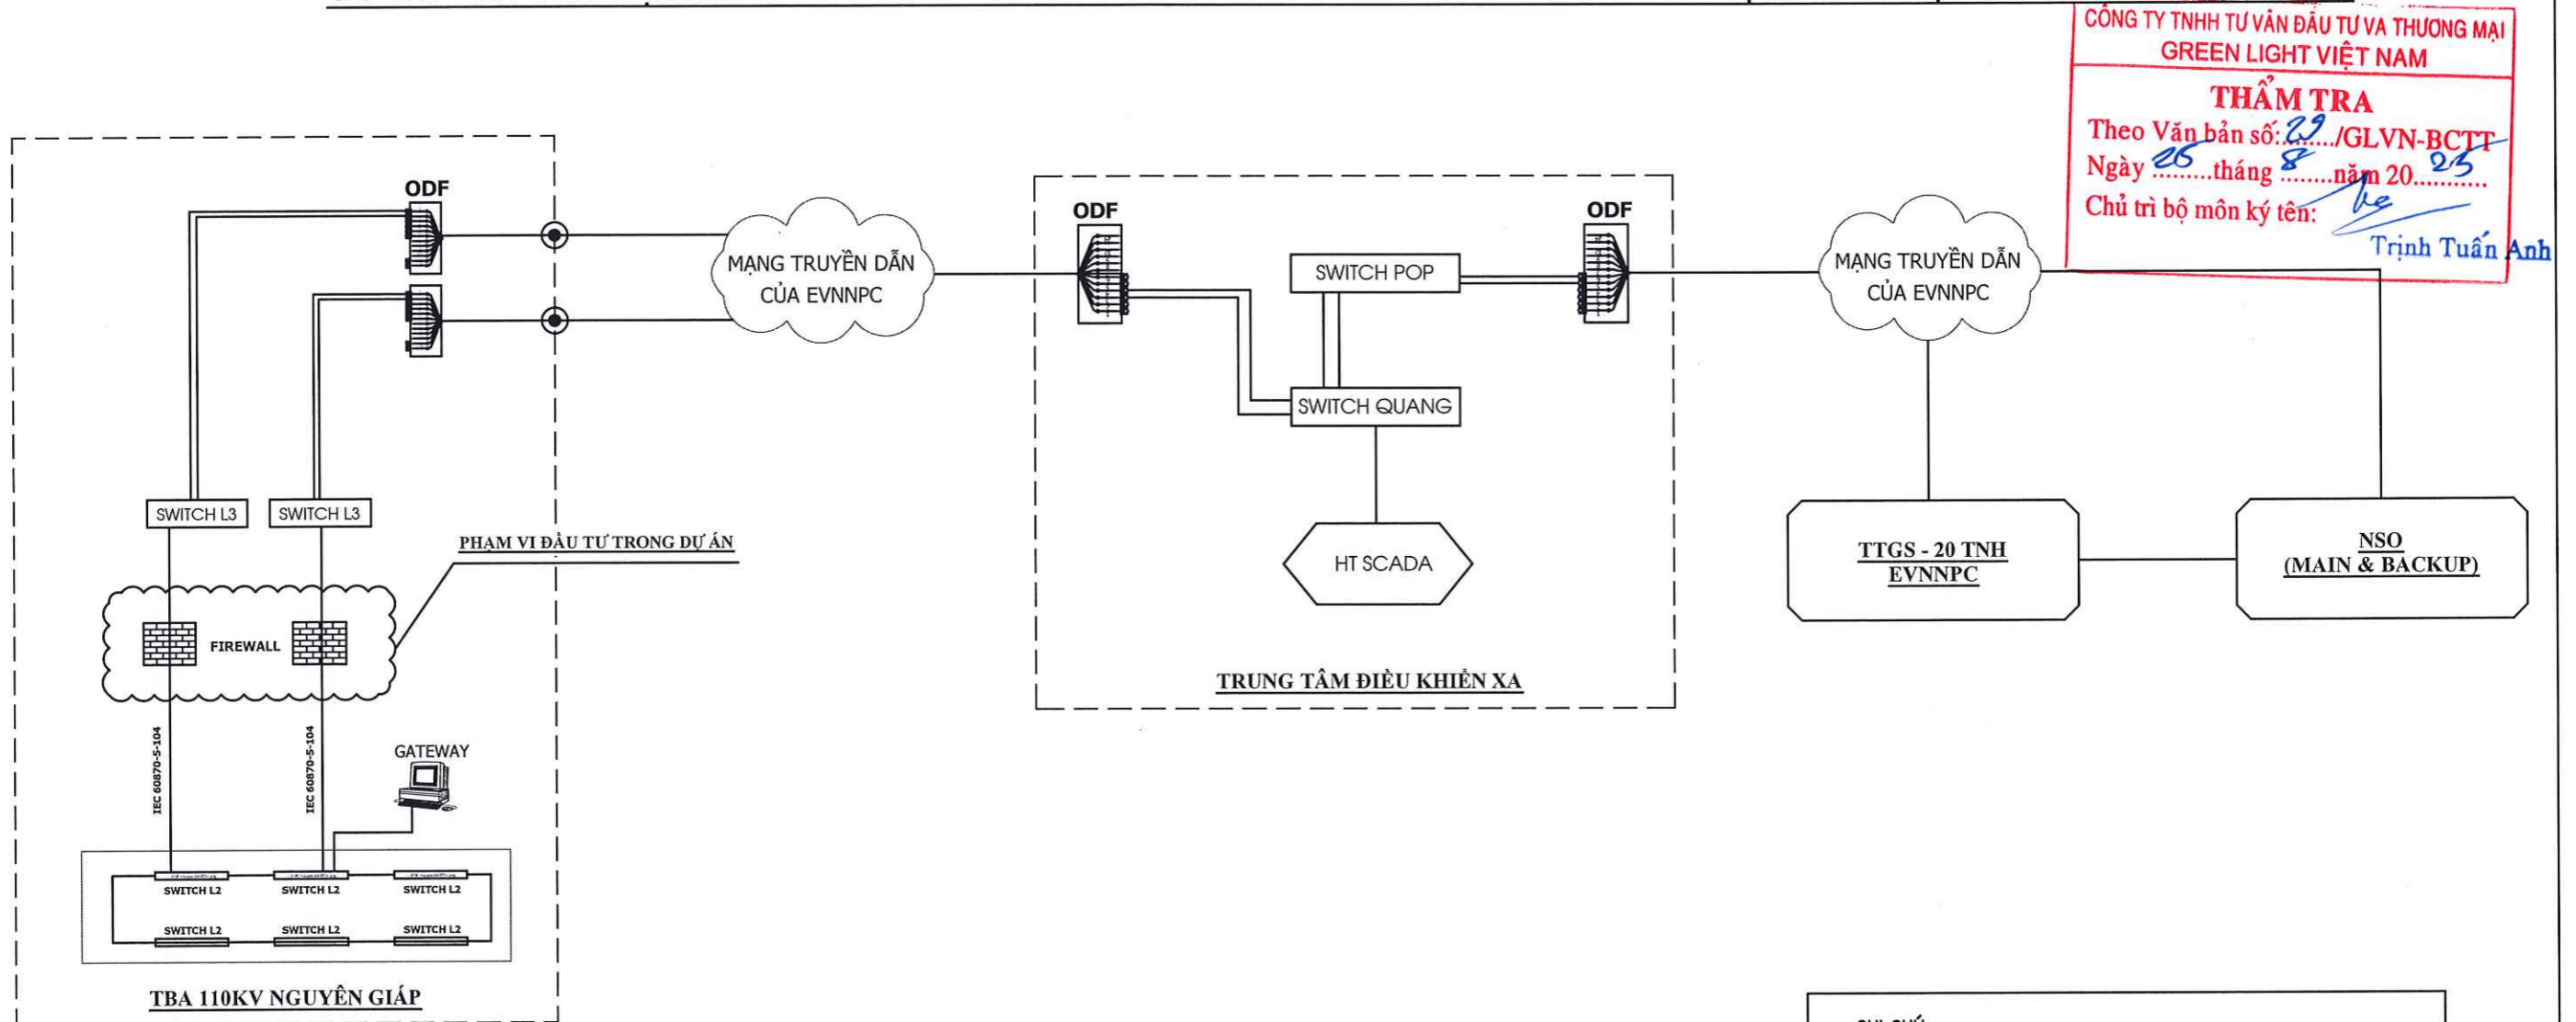 CÔNG TY TNHH TƯ VẤN ĐẦU TƯ VA THƯƠNG MẠI
GREEN LIGHT VIỆT NAM
THẨM TRA
Theo Văn bản số: 29 /GLVN-BCTT
Ngày 26 tháng 8 năm 20 25
Chủ trì bộ môn ký tên:
Trịnh Tuấn Anh
ODF
MẠNG TRUYỀN DẪN
CỦA EVNNPC
ODF
SWITCH POP
ODF
MẠNG TRUYỀN DẪN
CỦA EVNNPC
SWITCH QUANG
SWITCH L3
SWITCH L3
PHẠM VI ĐẦU TƯ TRONG DỰ ÁN
HT SCADA
TTGS - 20 TNH
EVNNPC
NSO
(MAIN & BACKUP)
FIREWALL
TRUNG TÂM ĐIỀU KHIỂN XA
IEC 60870-5-104
IEC 60870-5-104
GATEWAY
SWITCH L2
SWITCH L2
SWITCH L2
SWITCH L2
SWITCH L2
SWITCH L2
TBA 110KV NGUYÊN GIÁP